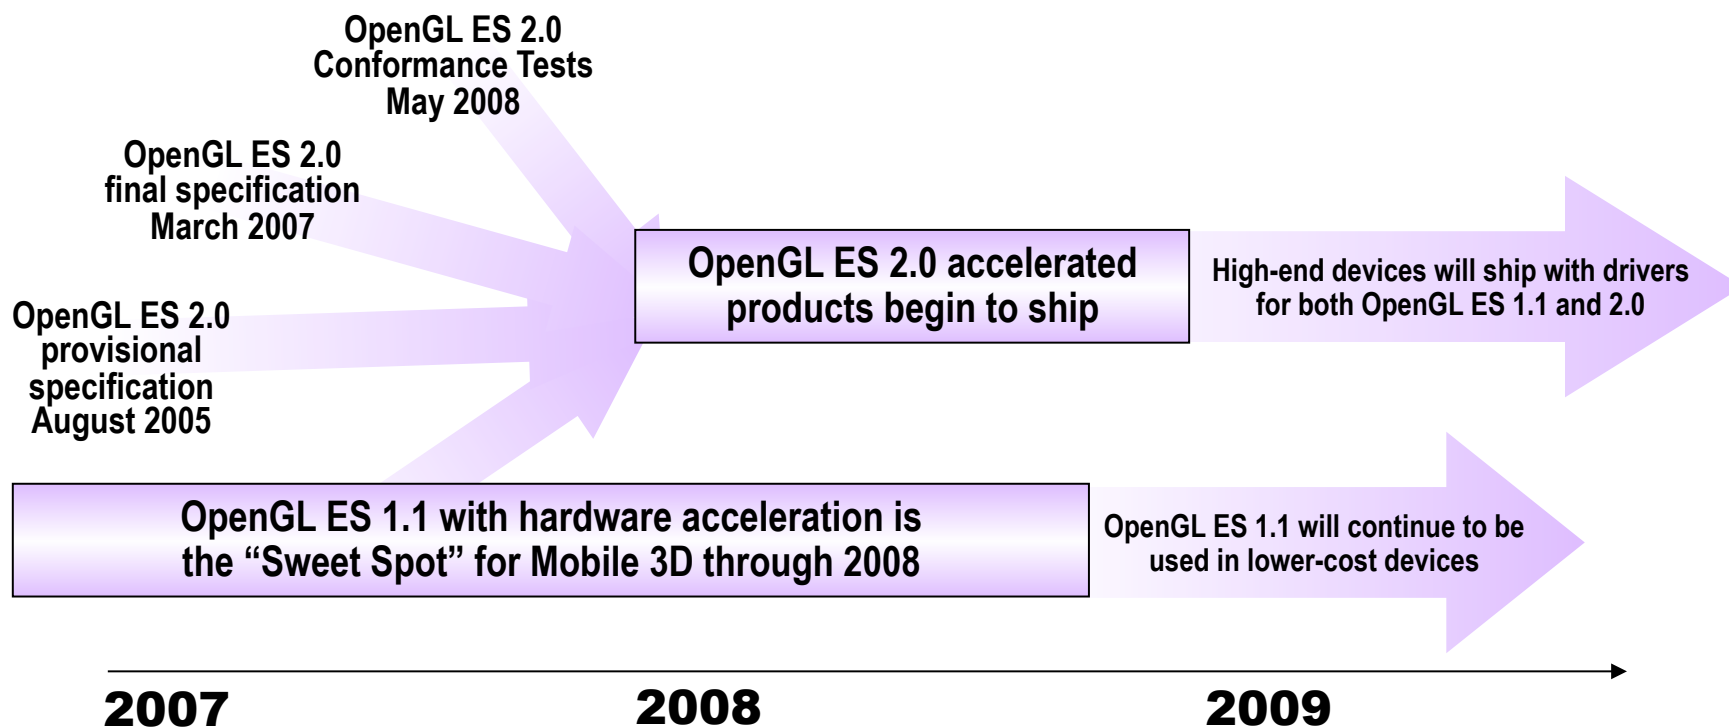 OpenGL ES 2.0
Conformance Tests
May 2008
OpenGL ES 2.0
final specification
March 2007
OpenGL ES 2.0
provisional
specification
August 2005
OpenGL ES 2.0 accelerated
products begin to ship
High-end devices will ship with drivers
for both OpenGL ES 1.1 and 2.0
OpenGL ES 1.1 with hardware acceleration is
the “Sweet Spot” for Mobile 3D through 2008
OpenGL ES 1.1 will continue to be
used in lower-cost devices
2007
2008
2009